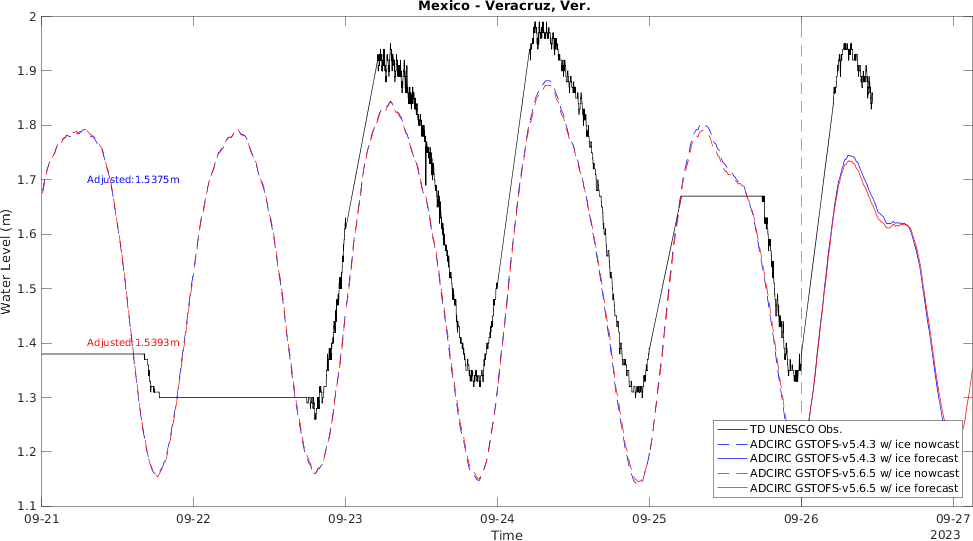 Mexico - Veracruz, Ver.
Water Level (m)
2
1.9
1.8
1.7
1.6
1.5
1.4
1.3
1.2
1.1
Adjusted:1.5375m
Adjusted:1.5393m
TD UNESCO Obs.
ADCIRC GSTOFS-v5.4.3 w/ ice nowcast
ADCIRC GSTOFS-v5.4.3 w/ ice forecast
ADCIRC GSTOFS-v5.6.5 w/ ice nowcast
ADCIRC GSTOFS-v5.6.5 w/ ice forecast
09-21 09-22 09-23 09-24 09-25 09-26 09-27
Time
2023